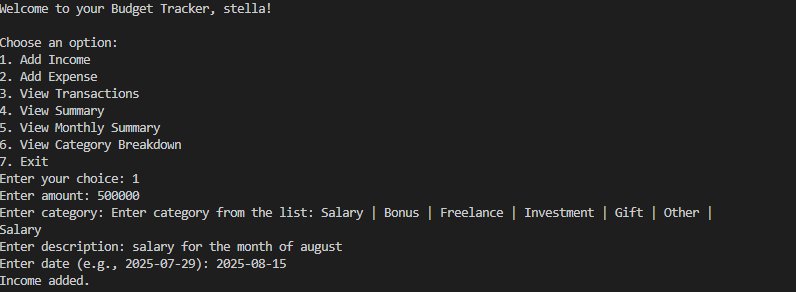 Welcome to your Budget Tracker, stella!
Choose an option:
1. Add Income
2. Add Expense
3. View Transactions
4. View Summary
5. View Monthly Summary
6. View Category Breakdown
7. Exit
Enter your choice: 1
Enter amount: 500000
Enter category: Enter category from the list: Salary | Bonus | Freelance | Investment | Gift | Other |
Salary
Enter description: salary for the month of august
Enter date (e.g., 2025-07-29): 2025-08-15
Income added.